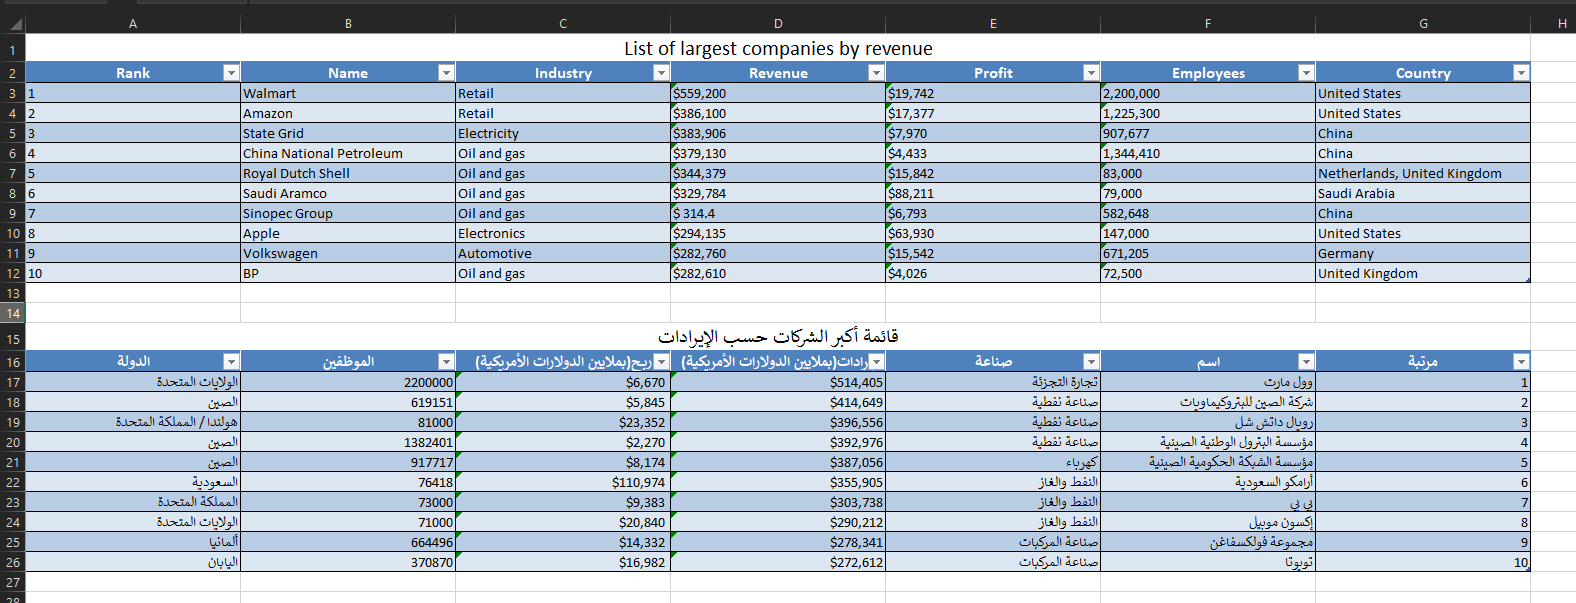 A B C D E F G H
1 List of largest companies by revenue
2 Rank Name Industry Revenue Profit Employees Country
3 1 Walmart Retail $559,200 $19,742 2,200,000 United States
4 2 Amazon Retail $386,100 $17,377 1,225,300 United States
5 3 State Grid Electricity $383,906 $7,970 907,677 China
6 4 China National Petroleum Oil and gas $379,130 $4,433 1,344,410 China
7 5 Royal Dutch Shell Oil and gas $344,379 $15,842 83,000 Netherlands, United Kingdom
8 6 Saudi Aramco Oil and gas $329,784 $88,211 79,000 Saudi Arabia
9 7 Sinopec Group Oil and gas $ 314.4 $6,793 582,648 China
10 8 Apple Electronics $294,135 $63,930 147,000 United States
11 9 Volkswagen Automotive $282,760 $15,542 671,205 Germany
12 10 BP Oil and gas $282,610 $4,026 72,500 United Kingdom
13
14
15 قائمة أكبر الشركات حسب الإيرادات
16 مرتبة اسم صناعة رادات(بملايين الدولارات الأمريكية) ربح(بملايين الدولارات الأمريكية) الموظفين الدولة
17 1 وول مارت تجارة التجزئة $514,405 $6,670 2200000 الولايات المتحدة
18 2 شركة الصين للبتروكيماويات صناعة نفطية $414,649 $5,845 619151 الصين
19 3 رويال داتش شل صناعة نفطية $396,556 $23,352 81000 هولندا / المملكة المتحدة
20 4 مؤسسة البترول الوطنية الصينية صناعة نفطية $392,976 $2,270 1382401 الصين
21 5 مؤسسة الشبكة الحكومية الصينية كهرباء $387,056 $8,174 917717 الصين
22 6 أرامكو السعودية النفط والغاز $355,905 $110,974 76418 السعودية
23 7 بي بي النفط والغاز $303,738 $9,383 73000 المملكة المتحدة
24 8 إكسون موبيل النفط والغاز $290,212 $20,840 71000 الولايات المتحدة
25 9 مجموعة فولكسفاغن صناعة المركبات $278,341 $14,332 664496 ألمانيا
26 10 تويوتا صناعة المركبات $272,612 $16,982 370870 اليابان
27
28